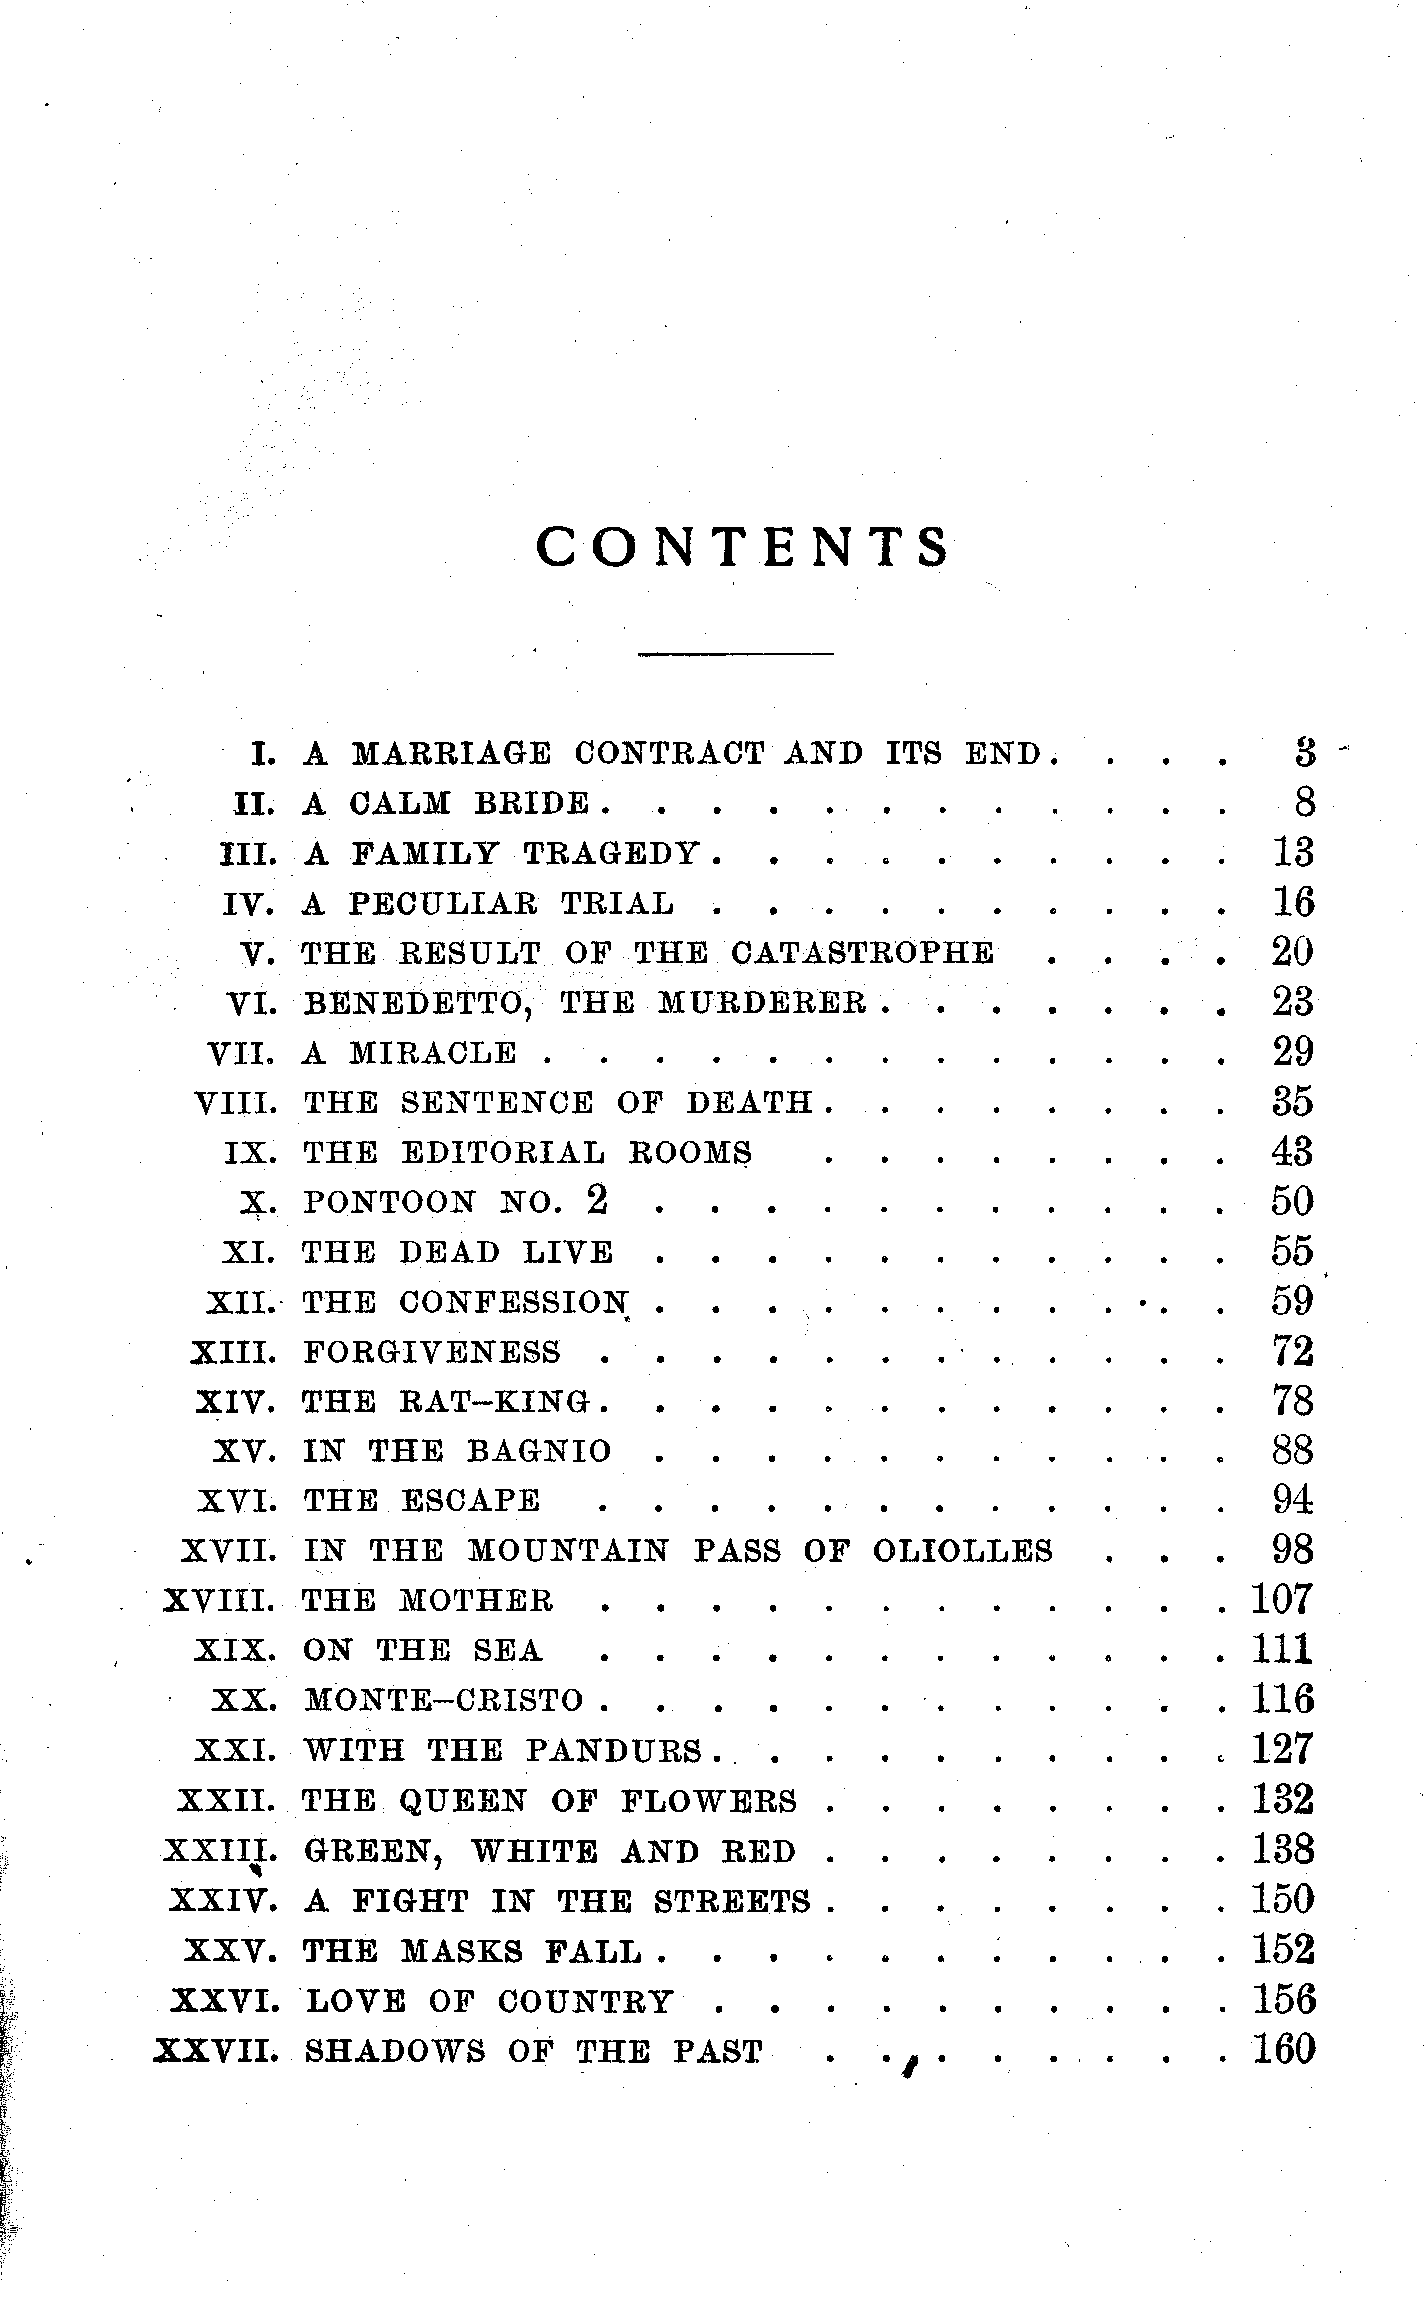 CONTENTS
I. A MARRIAGE CONTRACT AND ITS END . . . . 3
II. A CALM BRIDE . . . . . . . . . . . . 8
III. A FAMILY TRAGEDY . . . . . . . . . . 13
IV. A PECULIAR TRIAL . . . . . . . . . . 16
V. THE RESULT OF THE CATASTROPHE . . . . 20
VI. BENEDETTO, THE MURDERER . . . . . . . 23
VII. A MIRACLE . . . . . . . . . . . . . 29
VIII. THE SENTENCE OF DEATH . . . . . . . . 35
IX. THE EDITORIAL ROOMS . . . . . . . . 43
X. PONTOON NO. 2 . . . . . . . . . . . 50
XI. THE DEAD LIVE . . . . . . . . . . . 55
XII. THE CONFESSION . . . . . . . . . . . 59
XIII. FORGIVENESS . . . . . . . . . . . . 72
XIV. THE RAT-KING . . . . . . . . . . . . 78
XV. IN THE BAGNIO . . . . . . . . . . . 88
XVI. THE ESCAPE . . . . . . . . . . . . 94
XVII. IN THE MOUNTAIN PASS OF OLIOLLES . . . 98
XVIII. THE MOTHER . . . . . . . . . . . . 107
XIX. ON THE SEA . . . . . . . . . . . . 111
XX. MONTE-CRISTO . . . . . . . . . . . . 116
XXI. WITH THE PANDURS . . . . . . . . . . 127
XXII. THE QUEEN OF FLOWERS . . . . . . . . 132
XXIII. GREEN, WHITE AND RED . . . . . . . . 138
XXIV. A FIGHT IN THE STREETS . . . . . . . . 150
XXV. THE MASKS FALL . . . . . . . . . . . 152
XXVI. LOVE OF COUNTRY . . . . . . . . . . 156
XXVII. SHADOWS OF THE PAST . . . . . . . . 160